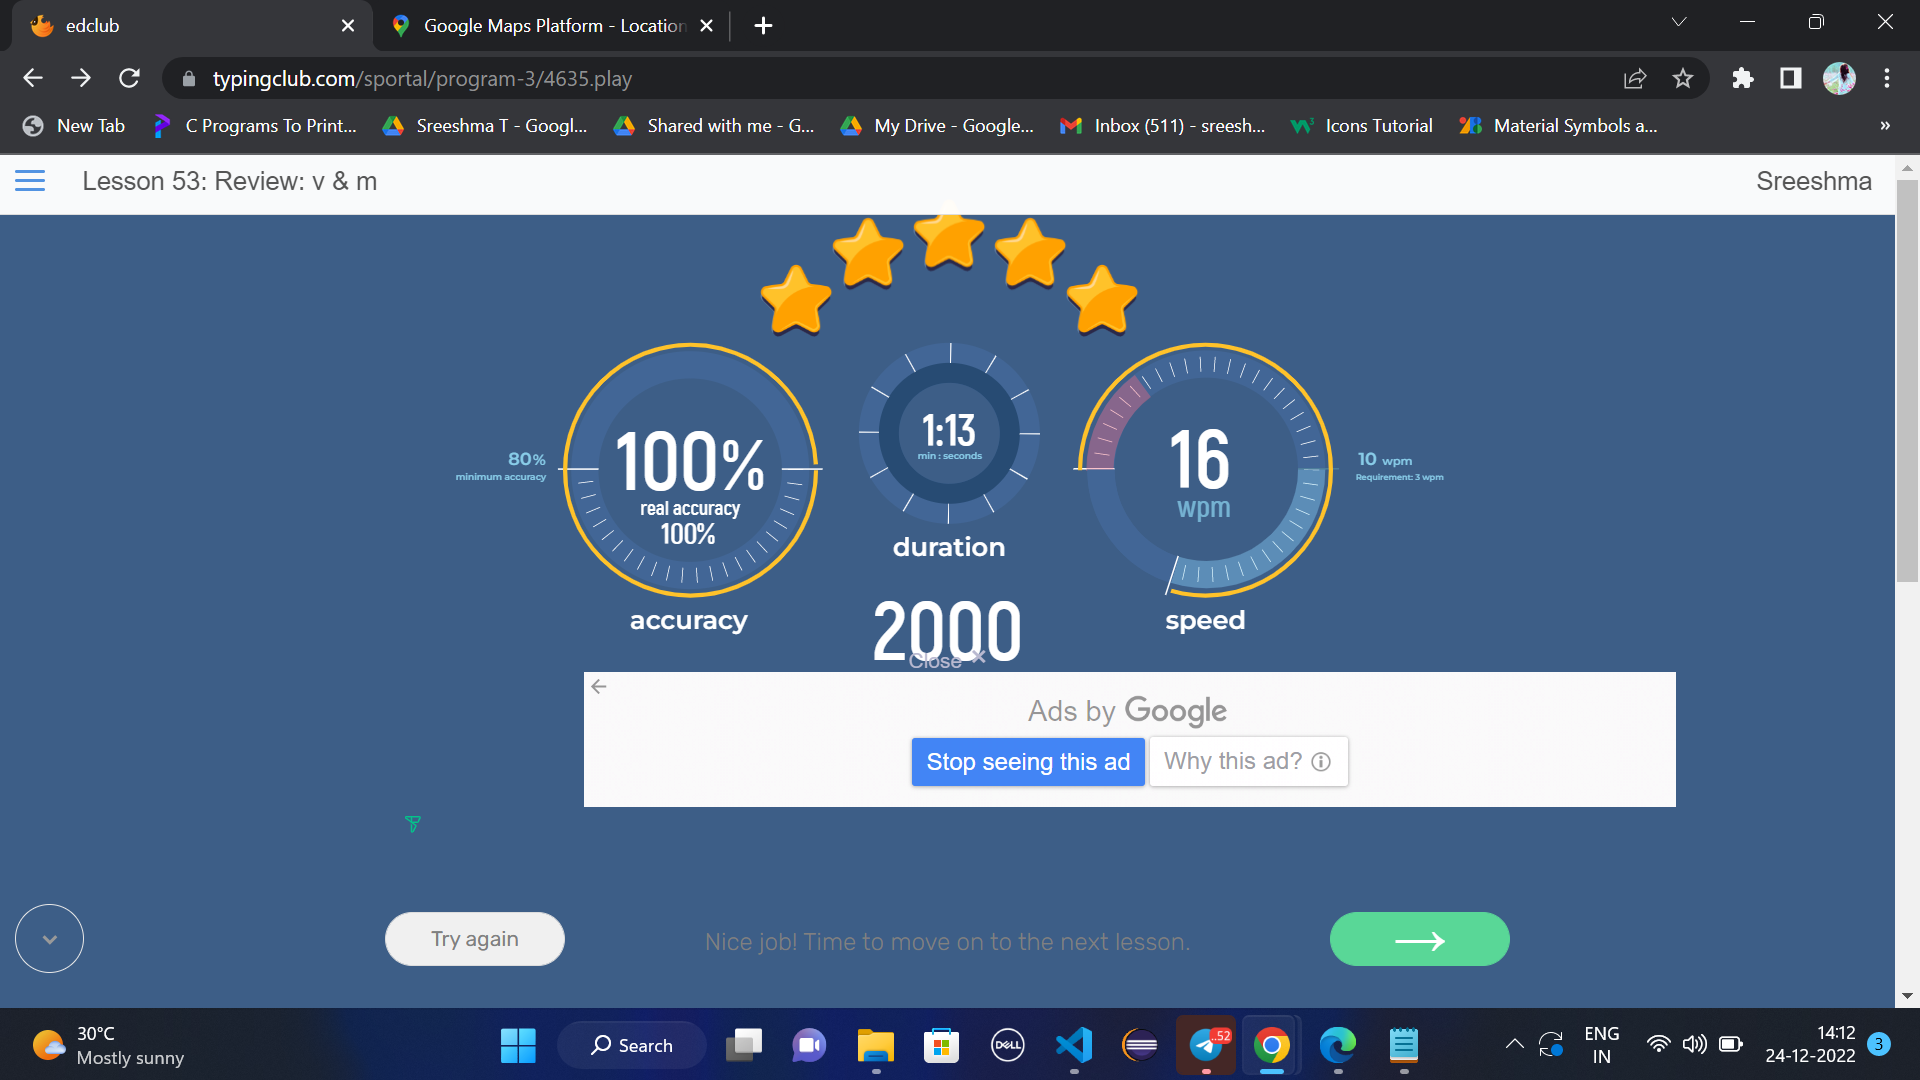 edclub
Google Maps Platform - Location
typingclub.com/sportal/program-3/4635.play
New Tab
C Programs To Print...
Sreeshma T - Googl...
Shared with me - G...
My Drive - Google...
Inbox (511) - sreesh...
Icons Tutorial
Material Symbols a...
»
Lesson 53: Review: v & m
Sreeshma
80%
minimum accuracy
100%
real accuracy
100%
accuracy
1:13
min : seconds
duration
16
wpm
speed
10 wpm
Requirement: 3 wpm
2000
Close
Ads by Google
Stop seeing this ad
Why this ad?
Try again
Nice job! Time to move on to the next lesson.
30°C
Mostly sunny
Search
DELL
..52
ENG
IN
14:12
24-12-2022
3